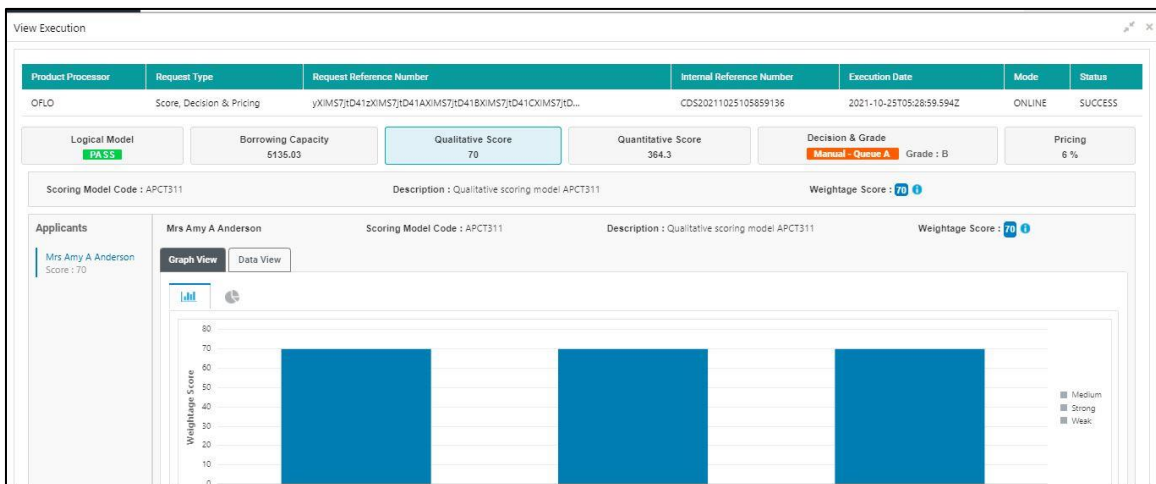 View Execution
Product Processor Request Type Request Reference Number Internal Reference Number Execution Date Mode Status
OFLO Score, Decision & Pricing yXIMS7jtD41zXIMS7jtD41AXIMS7jtD41BXIMS7jtD41CXIMS7jtD... CDS20211025105859136 2021-10-25T05:28:59.594Z ONLINE SUCCESS
Logical Model Borrowing Capacity Qualitative Score Quantitative Score Decision & Grade Pricing
PASS 5135.03 70 364.3 Manual - Queue A Grade : B 6 %
Scoring Model Code : APCT311 Description : Qualitative scoring model APCT311 Weightage Score : 70
Applicants Mrs Amy A Anderson Scoring Model Code : APCT311 Description : Qualitative scoring model APCT311 Weightage Score : 70
Mrs Amy A Anderson
Score : 70
Graph View Data View
80
70
60
50
40
30
20
10
0
Weightage Score
Medium
Strong
Weak